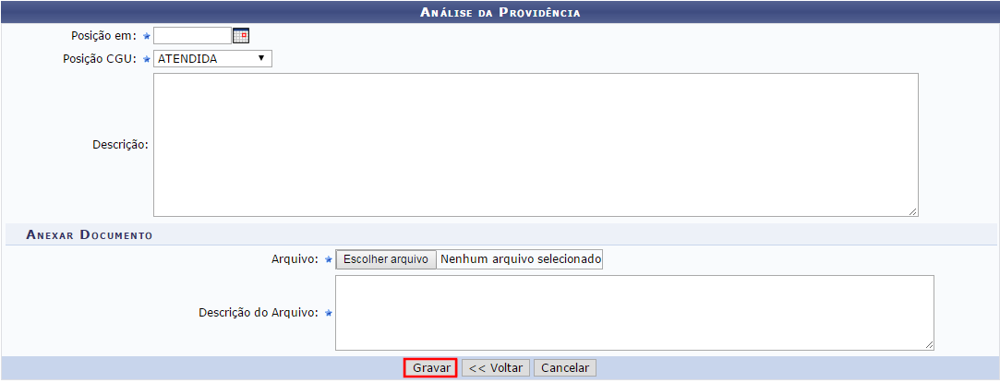 Análise da Providência
Posição em:
Posição CGU: ATENDIDA
Descrição:
Anexar Documento
Arquivo: Escolher arquivo Nenhum arquivo selecionado
Descrição do Arquivo:
Gravar << Voltar Cancelar